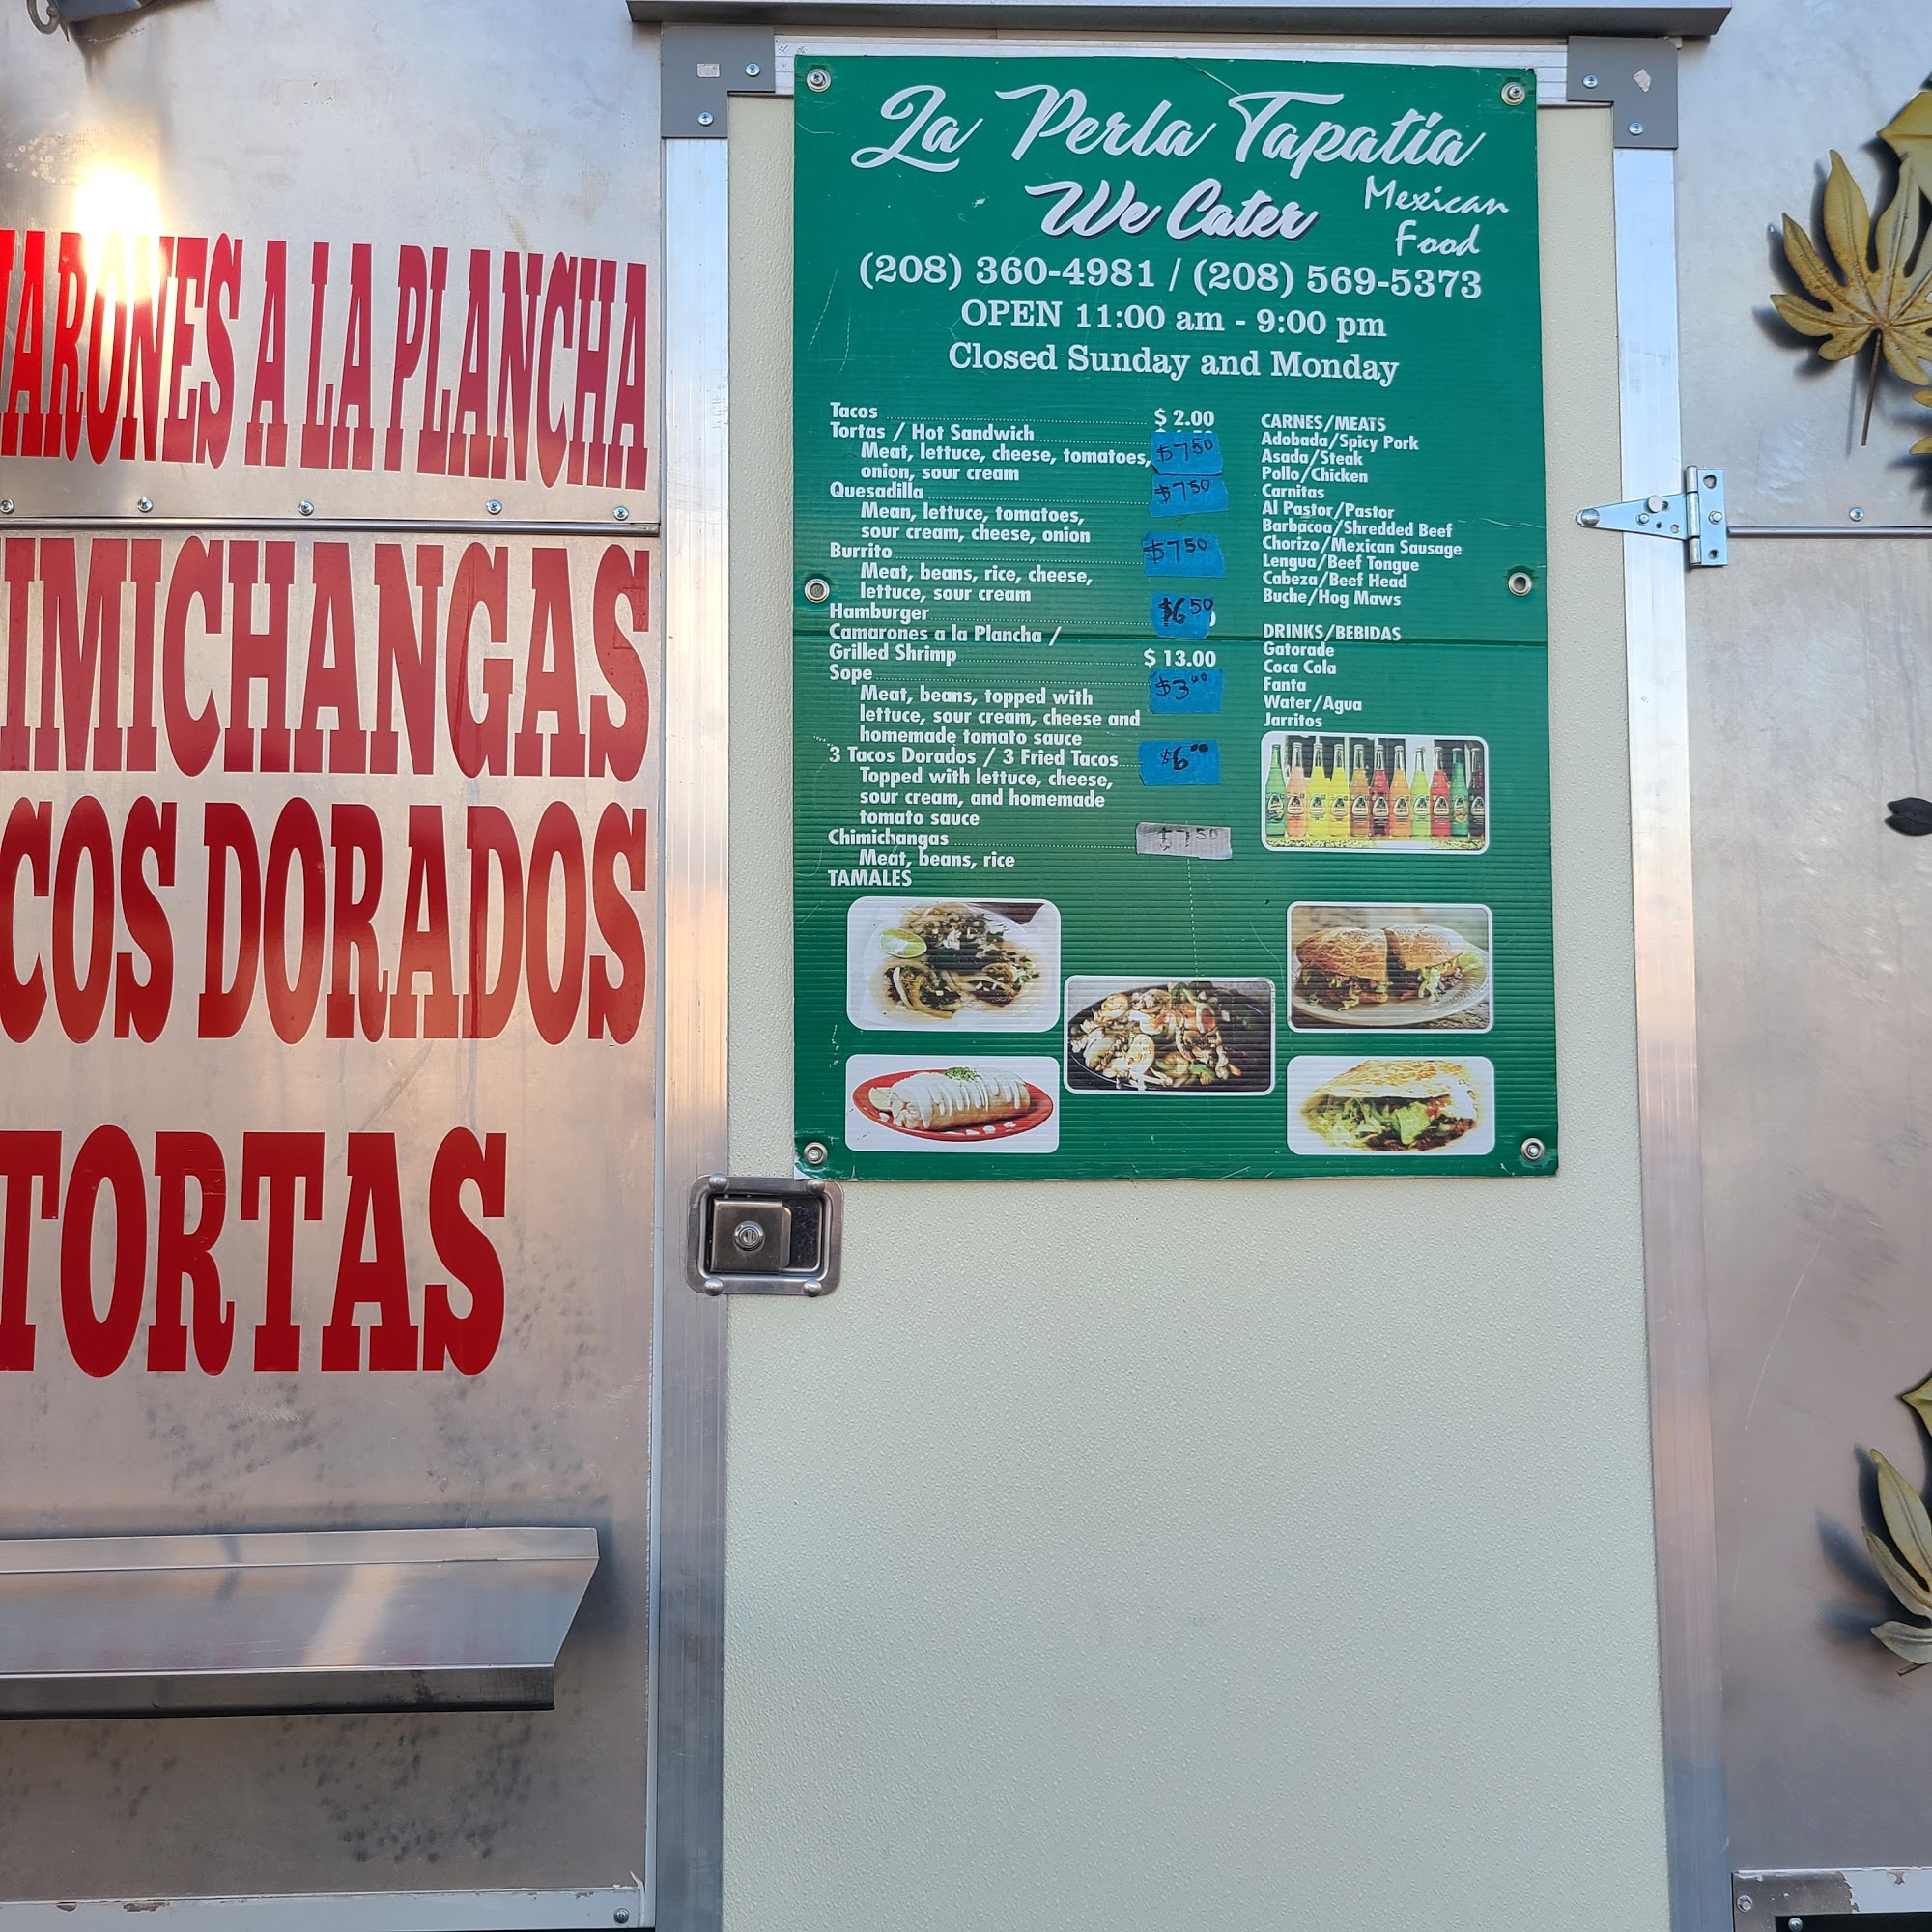 ARONES A LA PLANCHA
IMICHANGAS
COS DORADOS
TORTAS
La Perla Tapatia
We Cater
Mexican
Food
(208) 360-4981 / (208) 569-5373
OPEN 11:00 am - 9:00 pm
Closed Sunday and Monday
Tacos $ 2.00
Tortas / Hot Sandwich $7.50
Meat, lettuce, cheese, tomatoes,
onion, sour cream
Quesadilla $7.50
Mean, lettuce, tomatoes,
sour cream, cheese, onion
Burrito $7.50
Meat, beans, rice, cheese,
lettuce, sour cream
Hamburger $6.50
Camarones a la Plancha /
Grilled Shrimp $ 13.00
Sope $3.00
Meat, beans, topped with
lettuce, sour cream, cheese and
homemade tomato sauce
3 Tacos Dorados / 3 Fried Tacos $6.00
Topped with lettuce, cheese,
sour cream, and homemade
tomato sauce
Chimichangas $7.50
Meat, beans, rice
TAMALES
CARNES/MEATS
Adobada/Spicy Pork
Asada/Steak
Pollo/Chicken
Carnitas
Al Pastor/Pastor
Barbacoa/Shredded Beef
Chorizo/Mexican Sausage
Lengua/Beef Tongue
Cabeza/Beef Head
Buche/Hog Maws
DRINKS/BEBIDAS
Gatorade
Coca Cola
Fanta
Water/Agua
Jarritos